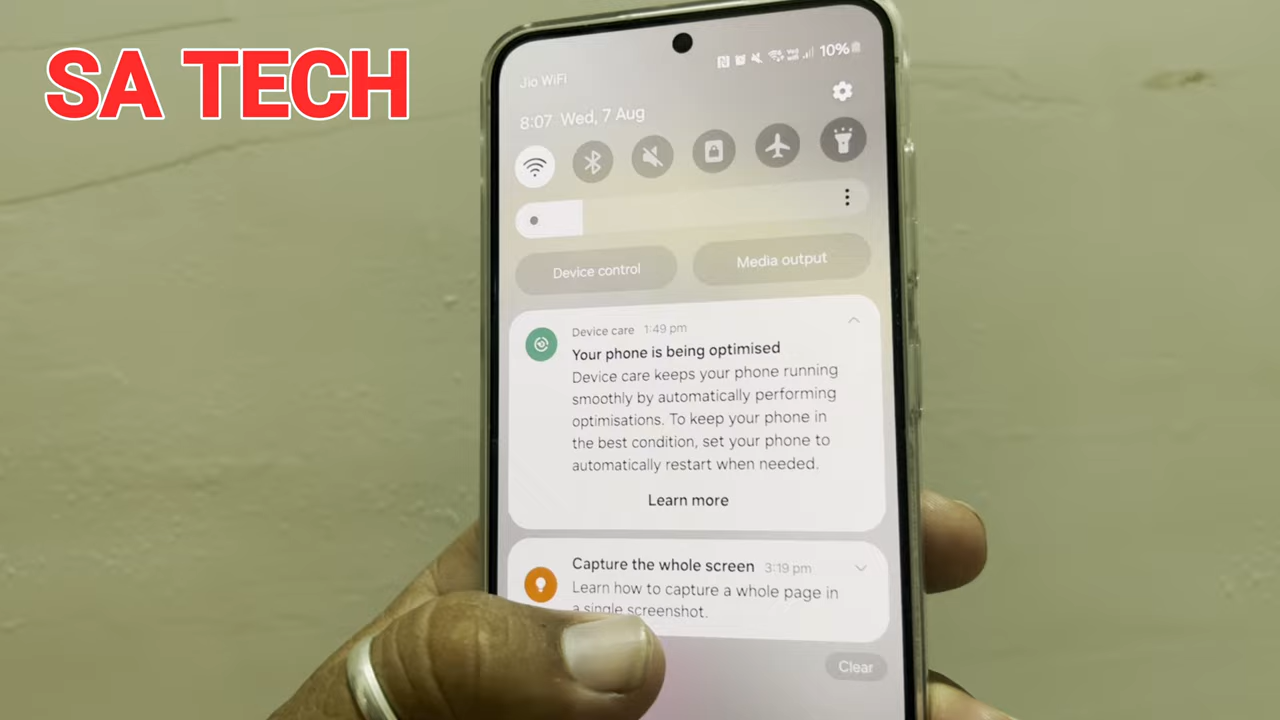 SA TECH
Jio WiFi
10%
8:07 Wed, 7 Aug
Device control
Media output
Device care 1:49 pm
Your phone is being optimised
Device care keeps your phone running
smoothly by automatically performing
optimisations. To keep your phone in
the best condition, set your phone to
automatically restart when needed.
Learn more
Capture the whole screen 3:19 pm
Learn how to capture a whole page in
a single screenshot.
Clear